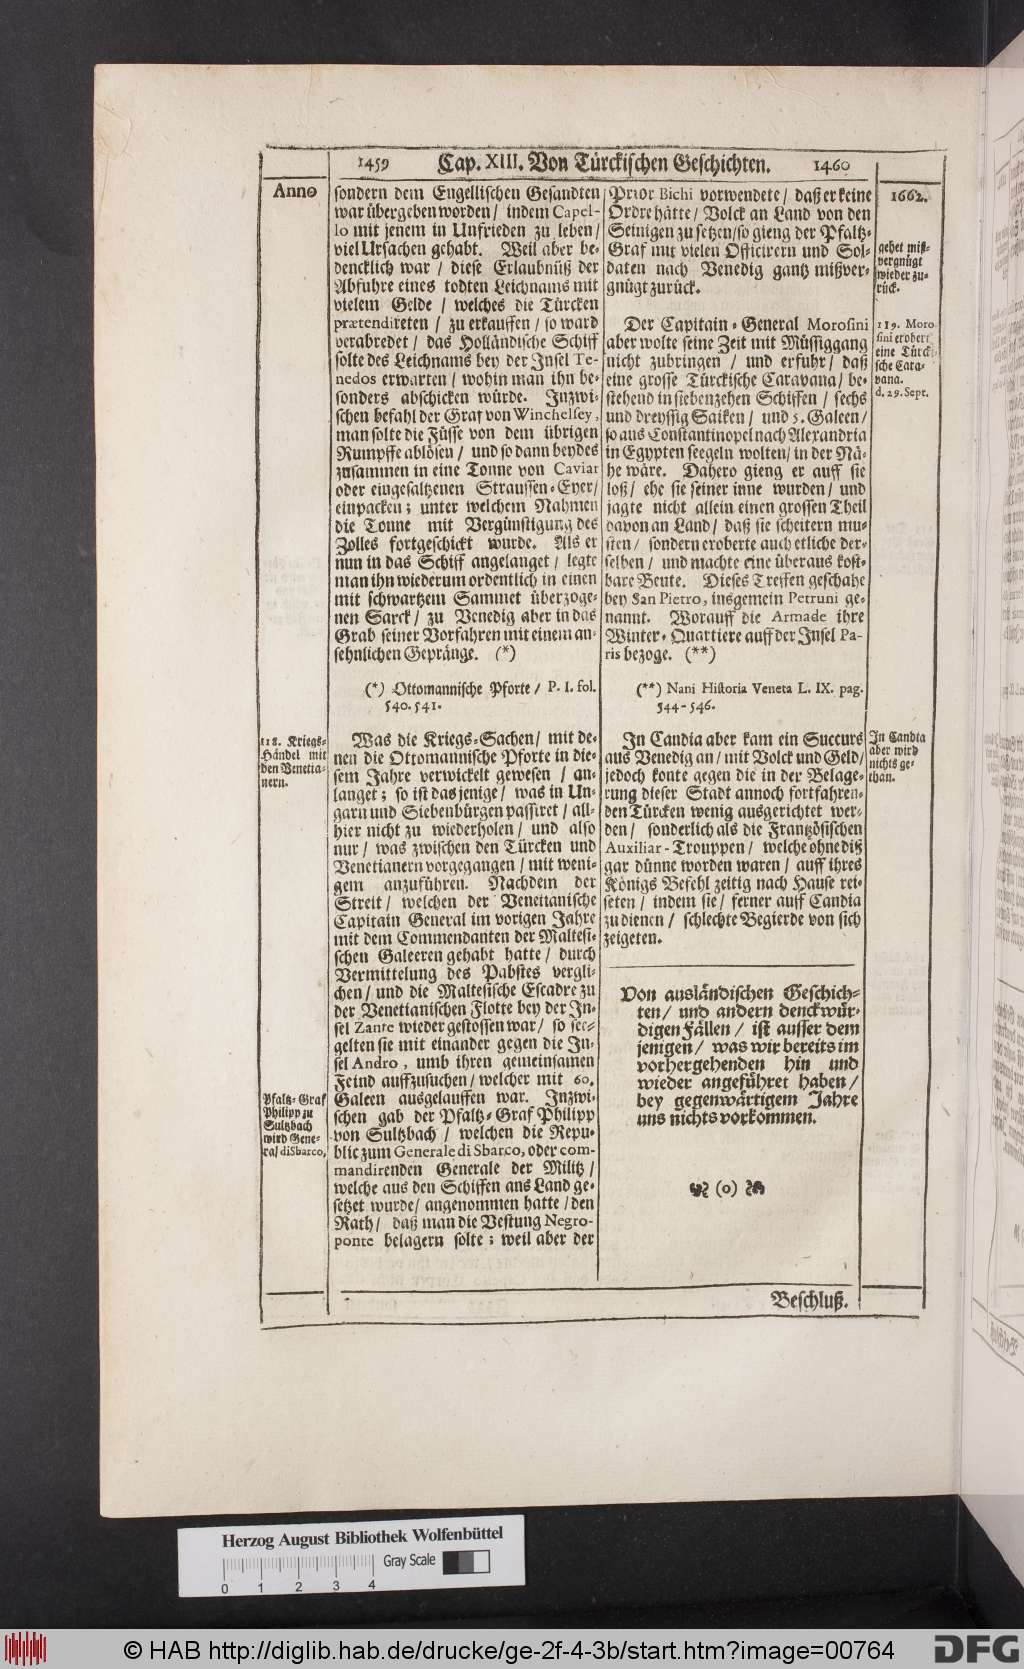 1459 Cap. XIII. Von Türckischen Geschichten. 1460
Anno
sondern dem Engellischen Gesandten
war übergeben worden / indem Capel-
lo mit jenem in Unfrieden zu leben /
viel Ursachen gehabt. Weil aber be-
dencklich war / diese Erlaubnüß der
Abfuhre eines todten Leichnams mit
vielem Gelde / welches die Türcken
prætendireten / zu erkauffen / so ward
verabredet / das Holländische Schiff
solte des Leichnams bey der Insel Te-
nedos erwarten / wohin man ihn be-
sonders abschicken würde. Inzwi-
schen befahl der Graf von Winchelsey,
man solte die Füsse von dem übrigen
Rumpffe ablösen / und so dann beydes
zusammen in eine Tonne von Caviar
oder eingesaltzenen Straussen-Eyer /
einpacken; unter welchem Nahmen
die Tonne mit Vergünstigung des
Zolles fortgeschickt wurde. Als er
nun in das Schiff angelanget / legte
man ihn wiederum ordentlich in einen
mit schwartzem Sammet überzoge-
nen Sarck / zu Venedig aber in das
Grab seiner Vorfahren mit einem an-
sehnlichen Gepränge. (*)
(*) Ottomannische Pforte / P. I. fol.
540. 541.
118. Kriegs-
Händel mit
den Venetia-
nern.
Was die Kriegs-Sachen / mit de-
nen die Ottomannische Pforte in die-
sem Jahre verwickelt gewesen / an-
langet; so ist das jenige / was in Un-
garn und Siebenbürgen passiret / all-
hier nicht zu wiederholen / und also
nur / was zwischen den Türcken und
Venetianern vorgegangen / mit weni-
gem anzuführen. Nachdem der
Streit / welchen der Venetianische
Capitain General im vorigen Jahre
mit dem Commendanten der Maltesi-
schen Galeeren gehabt hatte / durch
Vermittelung des Pabstes vergli-
chen / und die Maltesische Escadre zu
der Venetianischen Flotte bey der In-
sel Zante wieder gestossen war / so see-
gelten sie mit einander gegen die In-
sel Andro, umb ihren gemeinsamen
Feind auffzusuchen / welcher mit 60.
Galeen ausgelauffen war. Inzwi-
schen gab der Pfaltz-Graf Philipp
von Sultzbach / welchen die Repu-
blic zum Generale di Sbarco, oder com-
mandirenden Generale der Militz /
welche aus den Schiffen ans Land ge-
setzet wurde / angenommen hatte / den
Rath / daß man die Vestung Negro-
ponte belagern solte; weil aber der
Pfaltz-Graf
Philipp zu
Sultzbach
wird Gene-
ral di Sbarco,
Prior Bichi vorwendete / daß er keine
Ordre hätte / Volck an Land von den
Seinigen zu setzen / so gieng der Pfaltz-
Graf mit vielen Officirern und Sol-
daten nach Venedig gantz mißver-
gnügt zurück.
1662.
gehet miß-
vergnügt
wieder zu-
rück.
Der Capitain-General Morosini
aber wolte seine Zeit mit Müssiggang
nicht zubringen / und erfuhr / daß
eine grosse Türckische Caravana / be-
stehend in siebenzehen Schiffen / sechs
und dreyssig Saiken / und 5. Galeen /
so aus Constantinopel nach Alexandria
in Egypten seegeln wolten / in der Nä-
he wäre. Dahero gieng er auff sie
loß / ehe sie seiner inne wurden / und
jagte nicht allein einen grossen Theil
davon an Land / daß sie scheitern mu-
sten / sondern eroberte auch etliche der-
selben / und machte eine überaus kost-
bare Beute. Dieses Treffen geschahe
bey San Pietro, insgemein Petruni ge-
nannt. Worauff die Armade ihre
Winter-Quartiere auff der Insel Pa-
ris bezoge. (**)
119. Moro
sini erobert
eine Türcki-
sche Cara-
vana.
d. 29. Sept.
(**) Nani Historia Veneta L. IX. pag.
544-546.
In Candia aber kam ein Succurs
aus Venedig an / mit Volck und Geld /
jedoch konte gegen die in der Belage-
rung dieser Stadt annoch fortfahren-
den Türcken wenig ausgerichtet wer-
den / sonderlich als die Frantzösischen
Auxiliar-Trouppen / welche ohne diß
gar dünne worden waren / auff ihres
Königs Befehl zeitig nach Hause rei-
seten / indem sie / ferner auff Candia
zu dienen / schlechte Begierde von sich
zeigeten.
In Candia
aber wird
nichts ge-
than.
Von ausländischen Geschich-
ten / und andern denckwür-
digen Fällen / ist ausser dem
jenigen / was wir bereits im
vorhergehenden hin und
wieder angeführet haben /
bey gegenwärtigem Jahre
uns nichts vorkommen.
(o)
Beschluß.
Herzog August Bibliothek Wolfenbüttel
Gray Scale
0 1 2 3 4
© HAB http://diglib.hab.de/drucke/ge-2f-4-3b/start.htm?image=00764
DFG